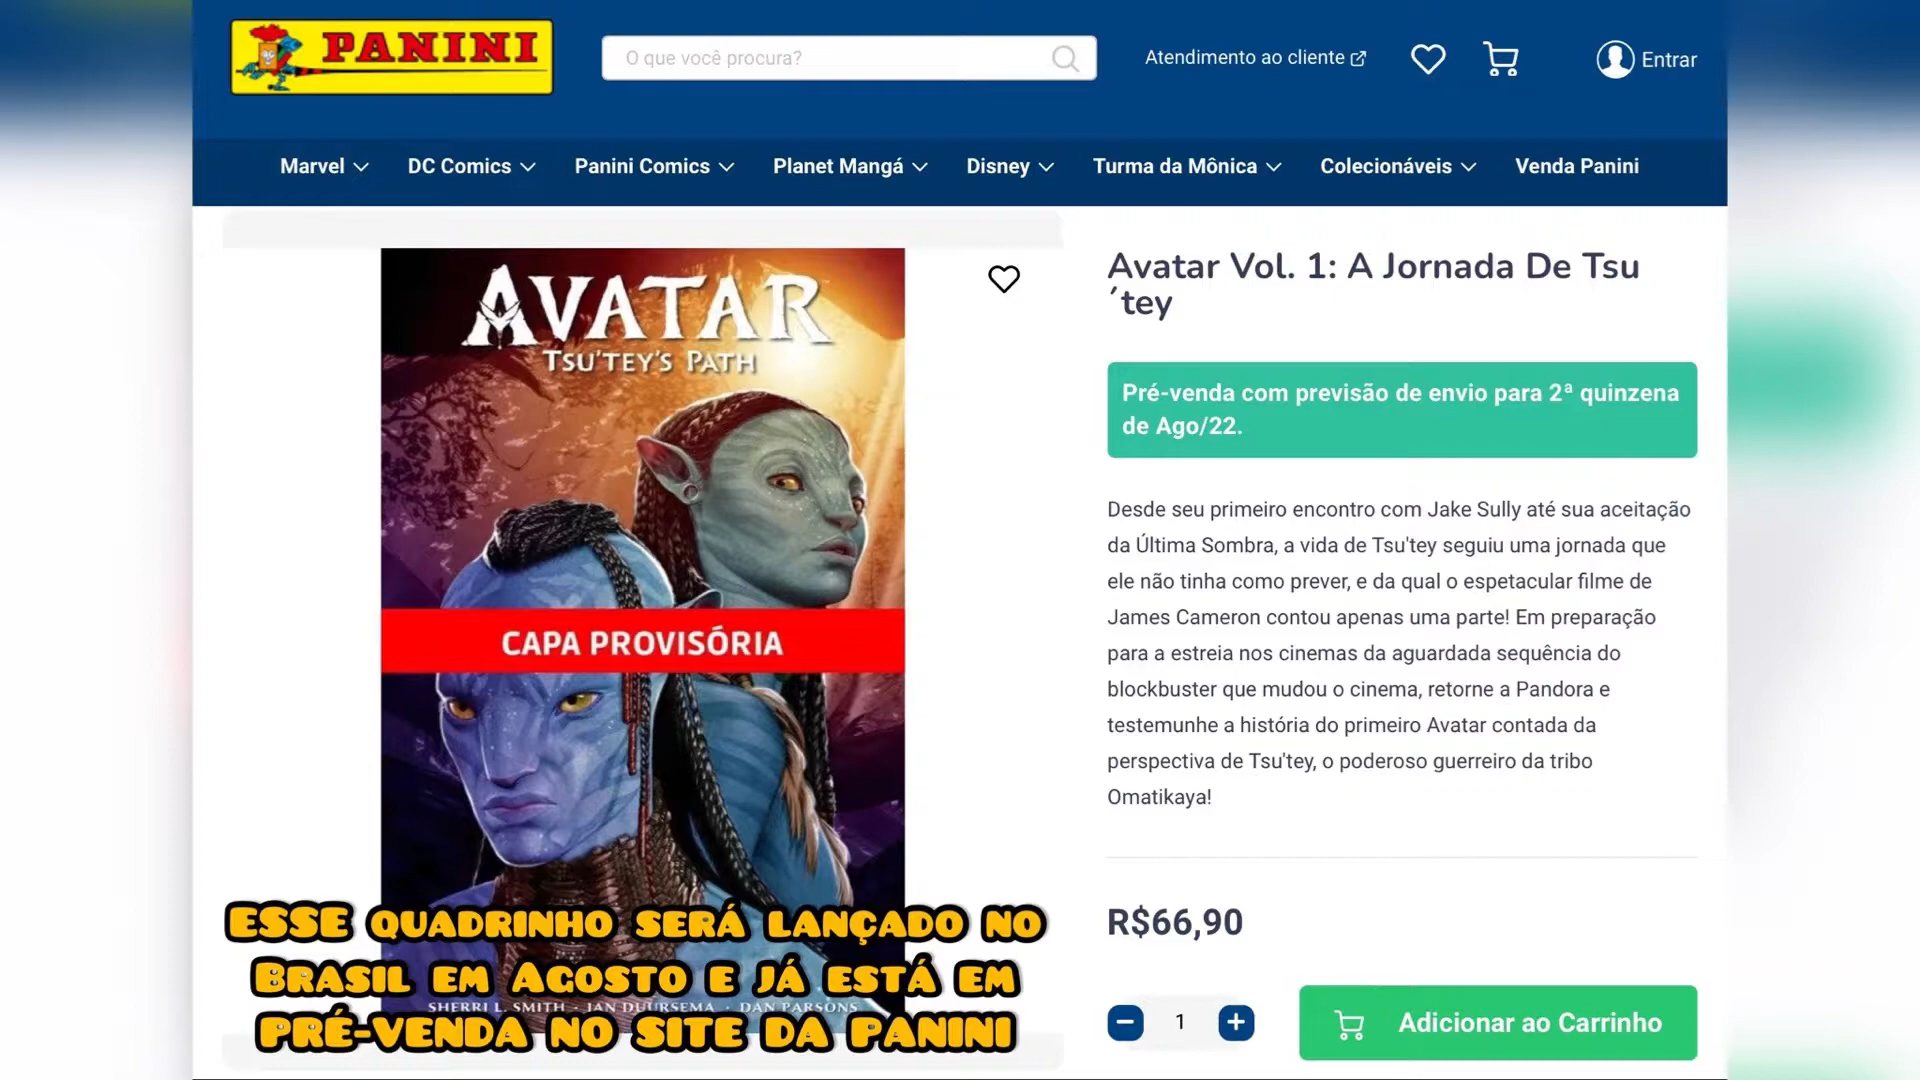 PANINI
O que você procura?
Atendimento ao cliente
Entrar
Marvel
DC Comics
Panini Comics
Planet Mangá
Disney
Turma da Mônica
Colecionáveis
Venda Panini
AVATAR
TSU'TEY'S PATH
CAPA PROVISÓRIA
SHERRI L. SMITH · JAN DUURSEMA · DAN PARSONS
ESSE QUADRINHO SERÁ LANÇADO NO
BRASIL EM AGOSTO E JÁ ESTÁ EM
PRÉ-VENDA NO SITE DA PANINI
Avatar Vol. 1: A Jornada De Tsu
´tey
Pré-venda com previsão de envio para 2ª quinzena
de Ago/22.
Desde seu primeiro encontro com Jake Sully até sua aceitação
da Última Sombra, a vida de Tsu'tey seguiu uma jornada que
ele não tinha como prever, e da qual o espetacular filme de
James Cameron contou apenas uma parte! Em preparação
para a estreia nos cinemas da aguardada sequência do
blockbuster que mudou o cinema, retorne a Pandora e
testemunhe a história do primeiro Avatar contada da
perspectiva de Tsu'tey, o poderoso guerreiro da tribo
Omatikaya!
R$66,90
1
Adicionar ao Carrinho